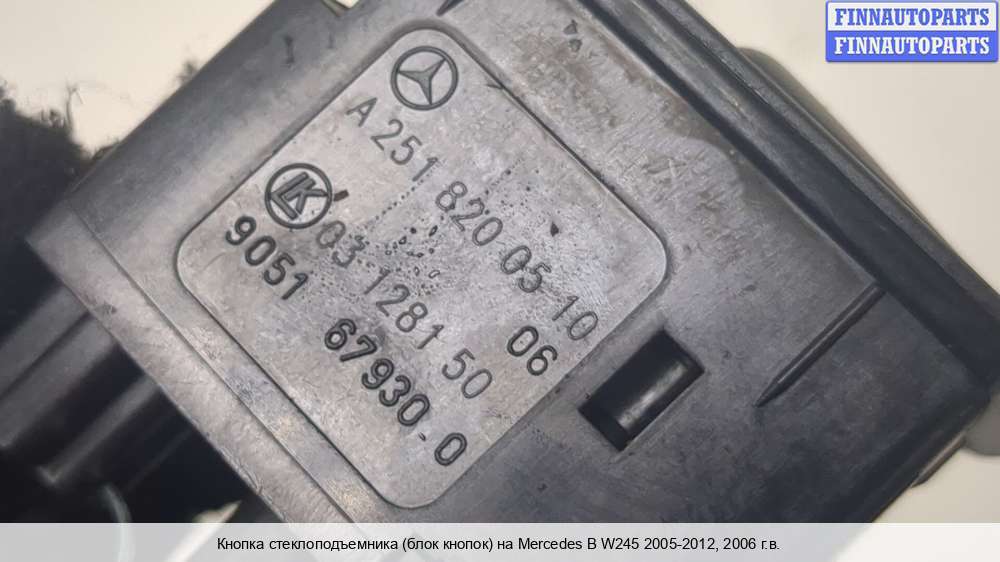 FINNAUTOPARTS
FINNAUTOPARTS
A 251 820 05 10
LK 03 1281 50 06
9051 67930-0
Кнопка стеклоподъемника (блок кнопок) на Mercedes B W245 2005-2012, 2006 г.в.